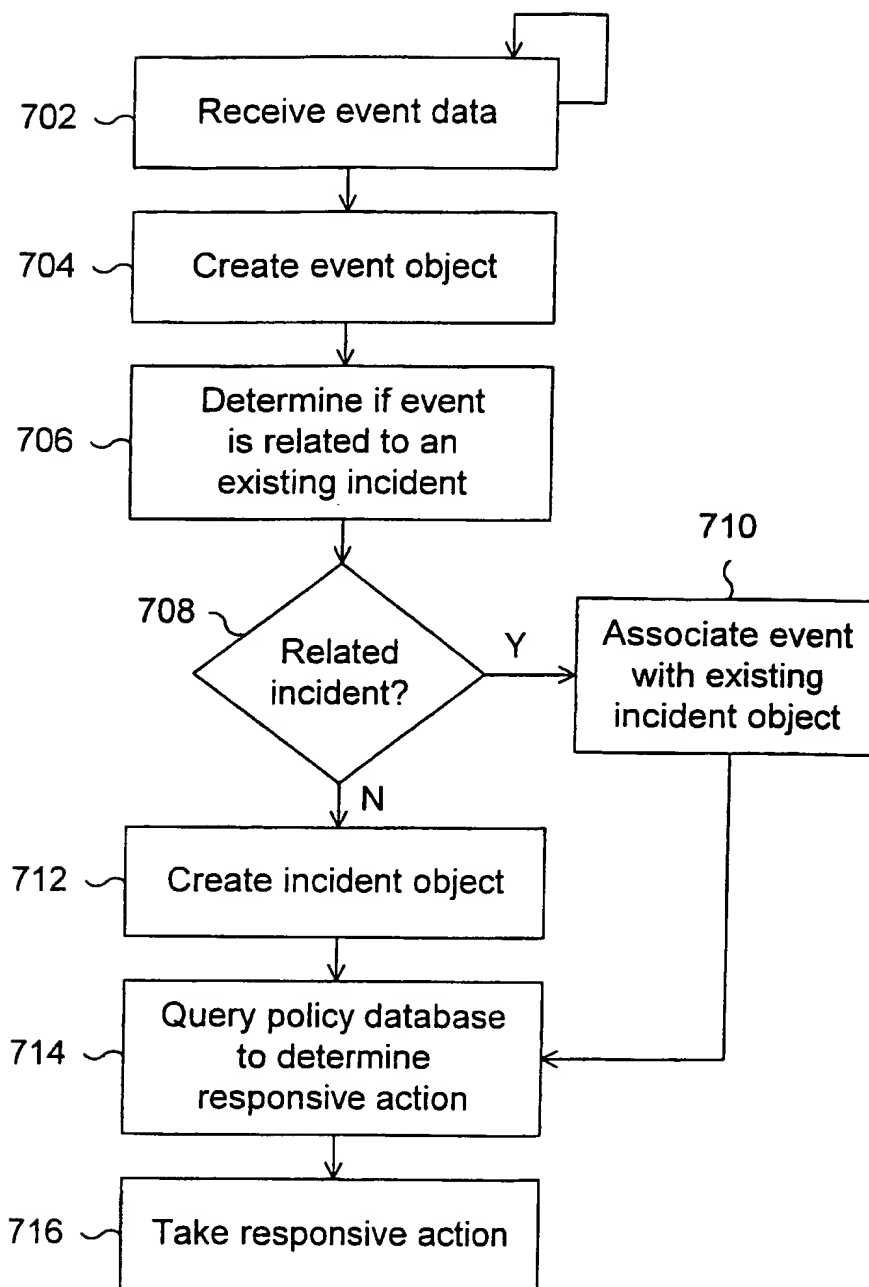 702
Receive event data
704
Create event object
706
Determine if event
is related to an
existing incident
708
Related
incident?
Y
N
710
Associate event
with existing
incident object
712
Create incident object
714
Query policy database
to determine
responsive action
716
Take responsive action